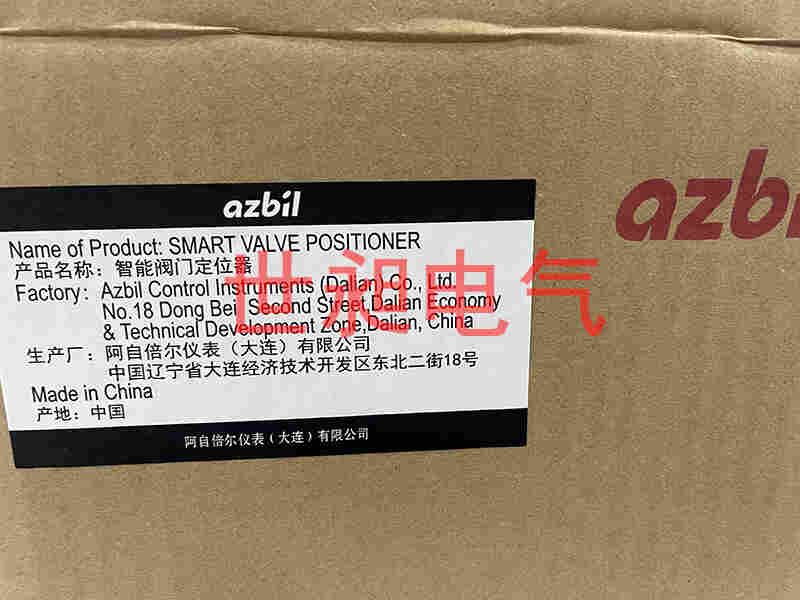 azbil
azbi
Name of Product: SMART VALVE POSITIONER
产品名称：智能阀门定位器
Factory: Azbil Control Instruments (Dalian) Co., Ltd.
No.18 Dong Bei Second Street,Dalian Economy
& Technical Development Zone,Dalian, China
世昶电气
生产厂：阿自倍尔仪表（大连）有限公司
中国辽宁省大连经济技术开发区东北二街18号
Made in China
产地：中国
阿自倍尔仪表（大连）有限公司